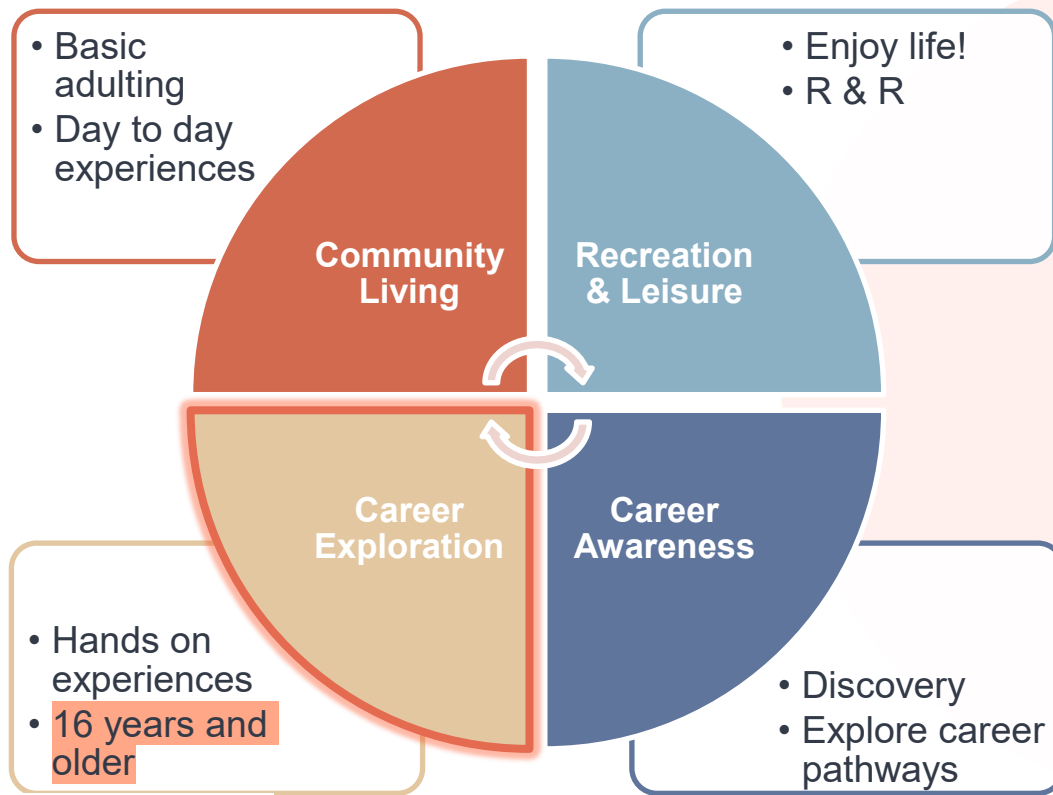 • Basic
adulting
• Day to day
experiences
• Enjoy life!
• R & R
Community
Living
Recreation
& Leisure
Career
Exploration
Career
Awareness
• Hands on
experiences
• 16 years and
older
• Discovery
• Explore career
pathways